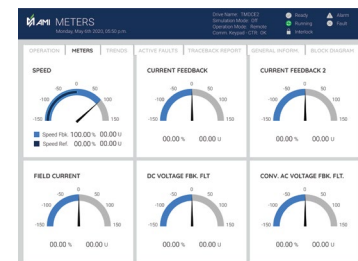 AMI METERS
Monday, May 6th 2020, 05:50 p.m.
Drive Name: TMDCE2
Simulation Mode: Off
Operation Mode: Remote
Comm. Keypad - CTR: OK
Ready
Running
Interlock
Alarm
Fault
OPERATION METERS TRENDS ACTIVE FAULTS TRACEBACK REPORT GENERAL INFORM. BLOCK DIAGRAM
SPEED
-150 -100 -50 0 50 100 150
Speed Fbk. 100.00 % 00.00 U
Speed Ref. 00.00 % 00.00 U
CURRENT FEEDBACK
-150 -100 -50 0 50 100 150
00.00 % 00.00 U
CURRENT FEEDBACK 2
-150 -100 -50 0 50 100 150
00.00 % 00.00 U
FIELD CURRENT
-150 -100 -50 0 50 100 150
00.00 % 00.00 U
DC VOLTAGE FBK. FLT
-150 -100 -50 0 50 100 150
00.00 % 00.00 U
CONV. AC VOLTAGE FBK. FLT.
-150 -100 -50 0 50 100 150
00.00 % 00.00 U